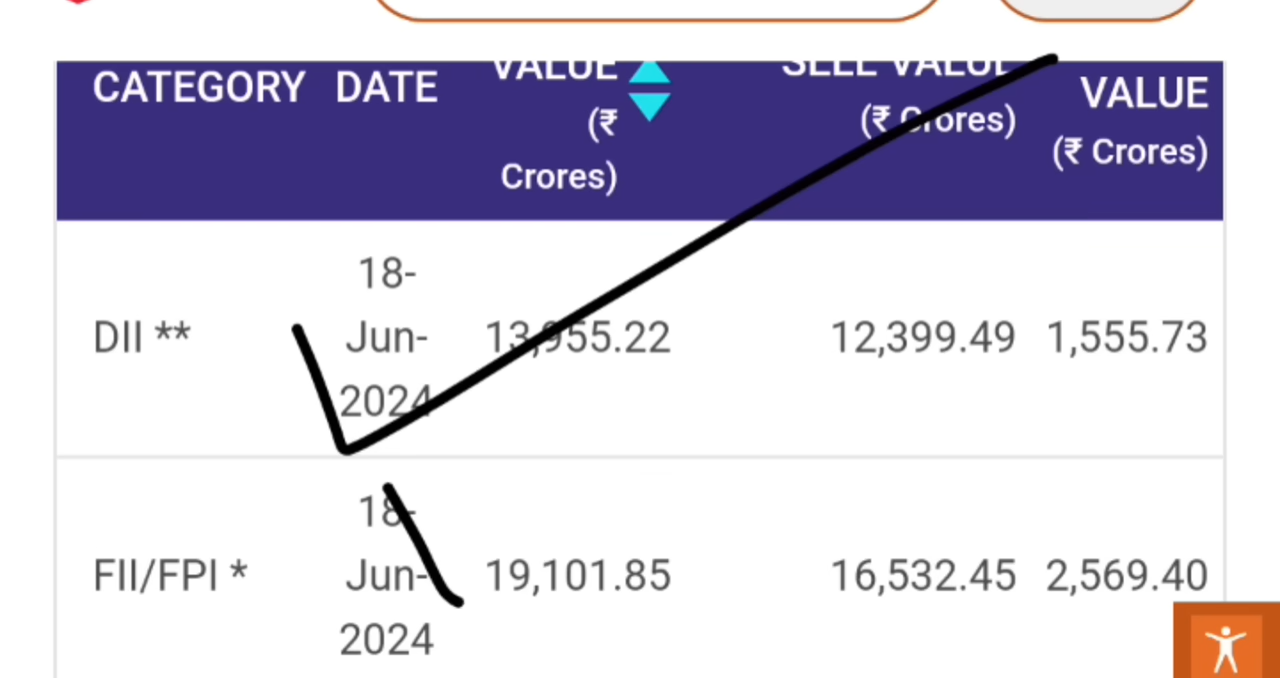 CATEGORY DATE VALUE (₹ Crores) SELL VALUE (₹ Crores) VALUE (₹ Crores)
DII ** 18-Jun-2024 13,955.22 12,399.49 1,555.73
FII/FPI * 18-Jun-2024 19,101.85 16,532.45 2,569.40